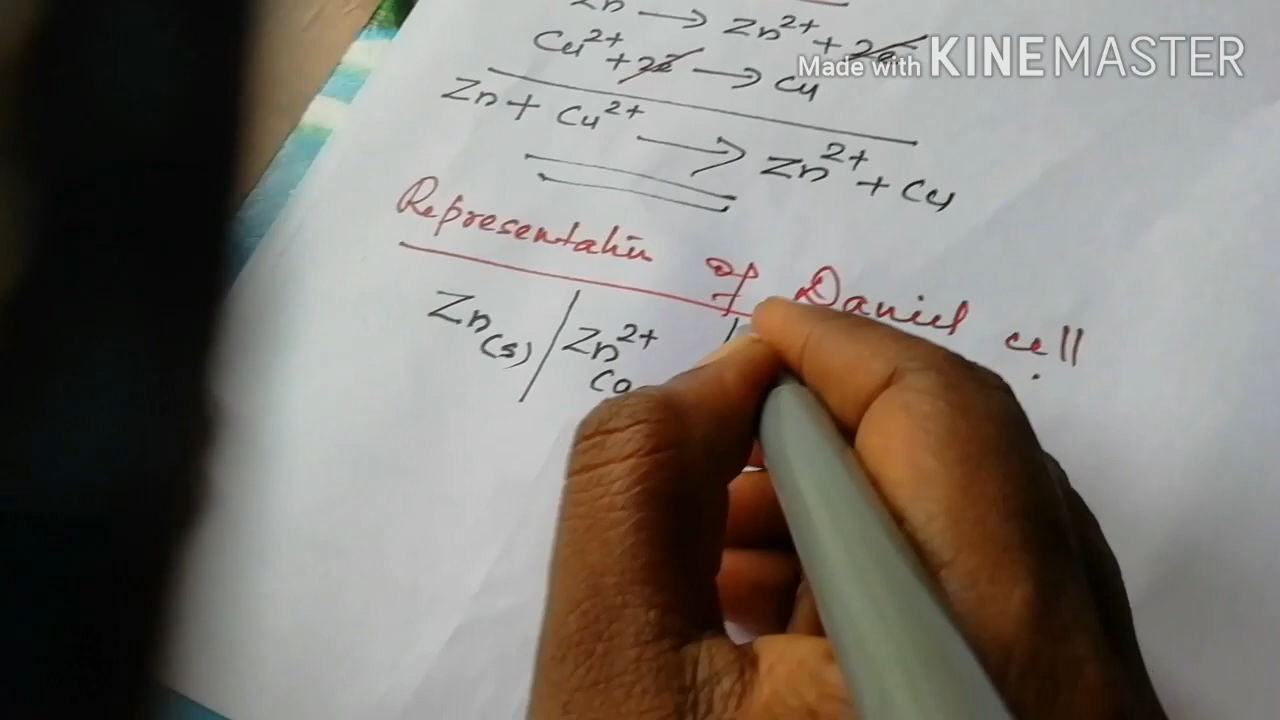 Zn → Zn²⁺ + 2e
Cu²⁺ + 2e → Cu
Made with KINEMASTER
Zn + Cu²⁺ → Zn²⁺ + Cu
Representation of Daniel cell
Zn(s) / Zn²⁺